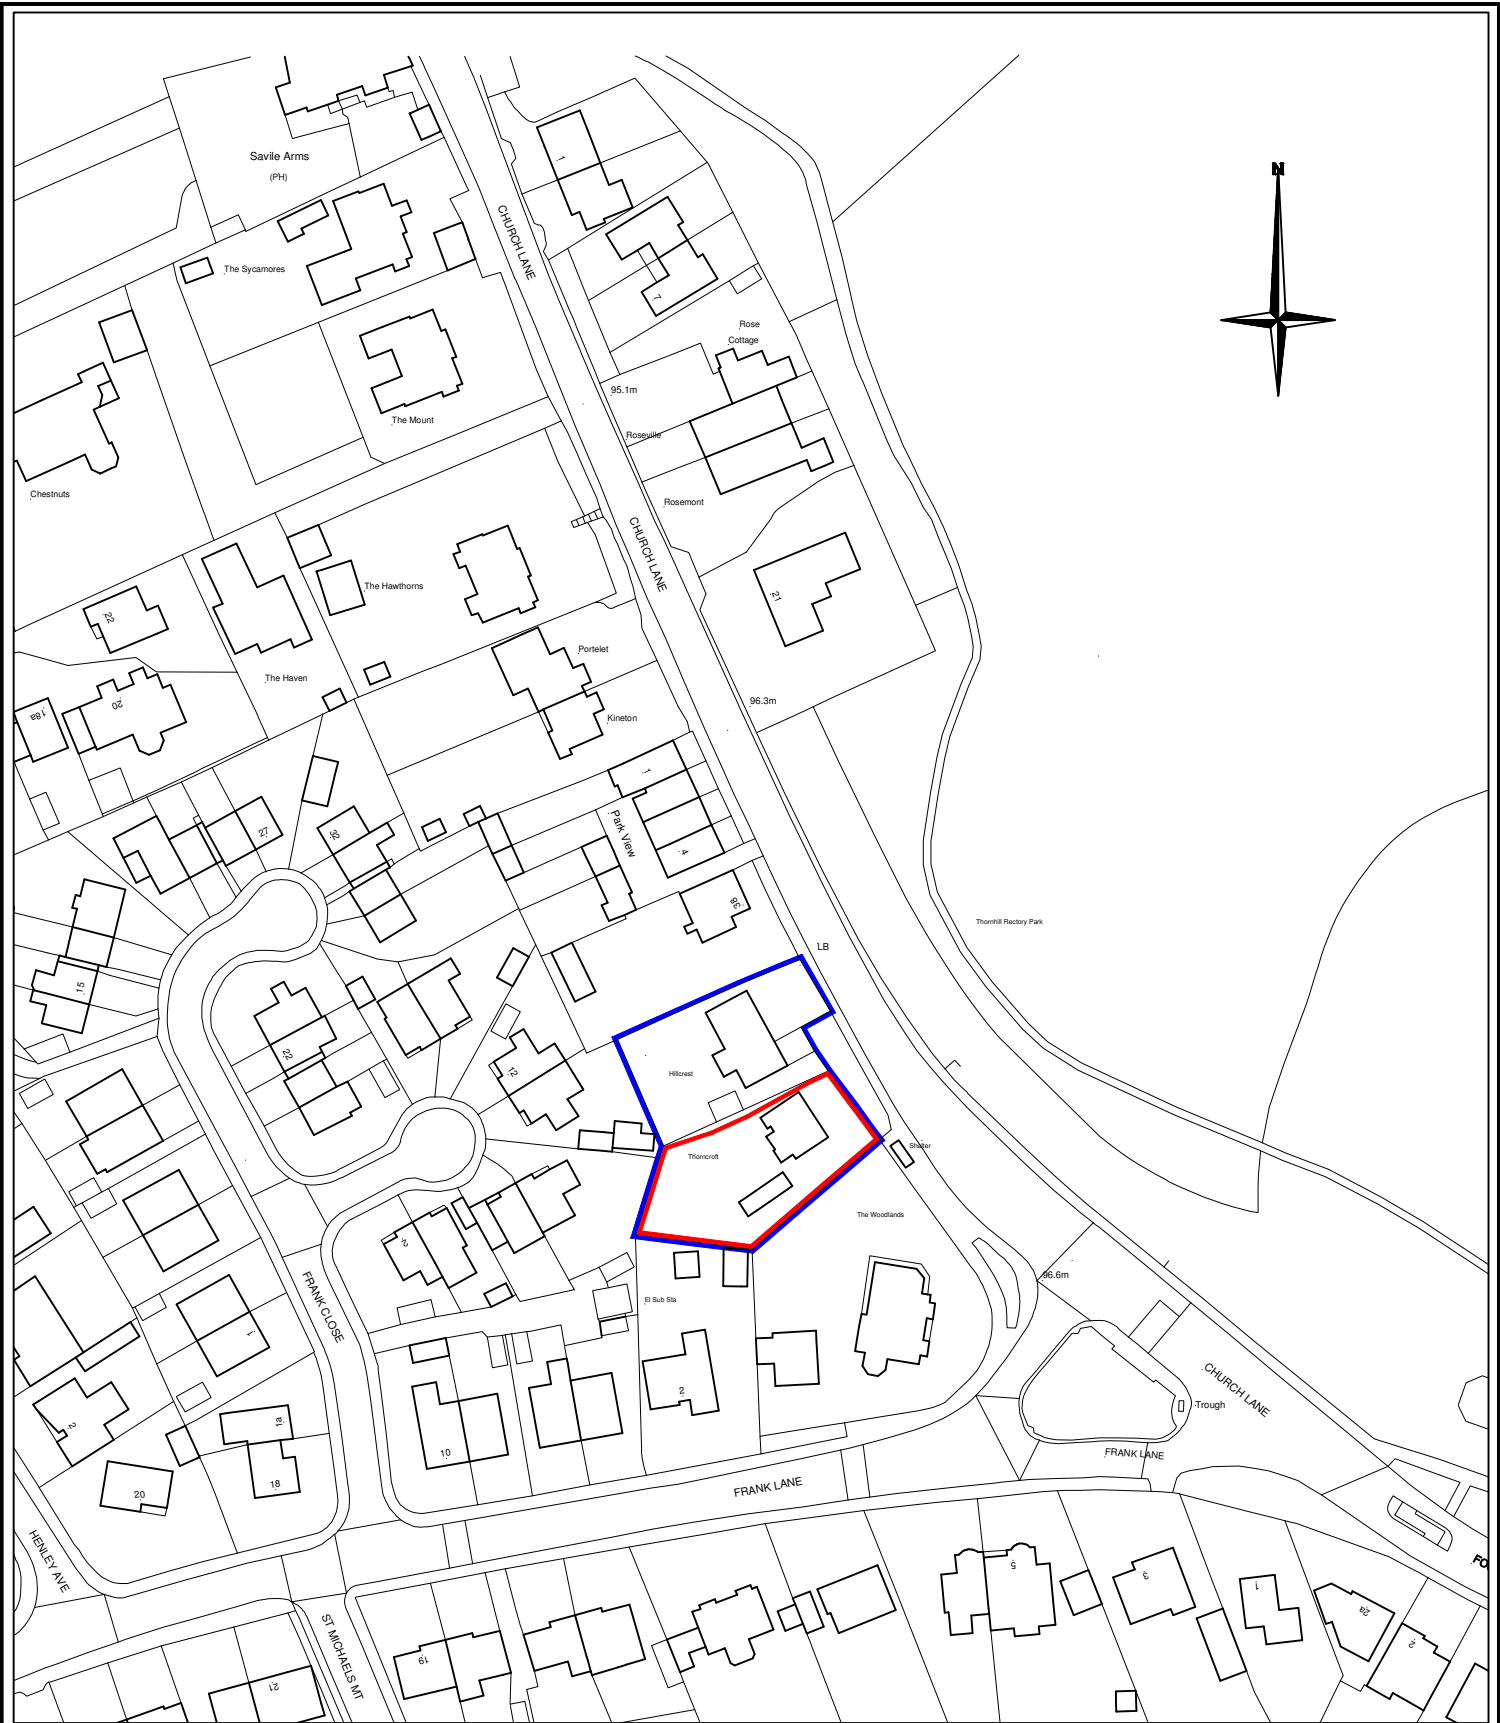 N
Savile Arms
(PH)
1
CHURCH LANE
The Sycamores
7
Rose
Cottage
95.1m
The Mount
Roseville
Chestnuts
Rosemont
CHURCH LANE
The Hawthorns
21
22
Portelet
The Haven
20
18a
96.3m
Kineton
1
Park View
27
32
4
38
Thornhill Rectory Park
LB
15
22
12
Hillcrest
Thorncroft
Shelter
The Woodlands
2
96.6m
El Sub Sta
FRANK CLOSE
1
CHURCH LANE
Trough
2
2
1a
10
FRANK LANE
18
20
FRANK LANE
HENLEY AVE
FO
5
3
1
2a
2
ST MICHAELS MT
19
21